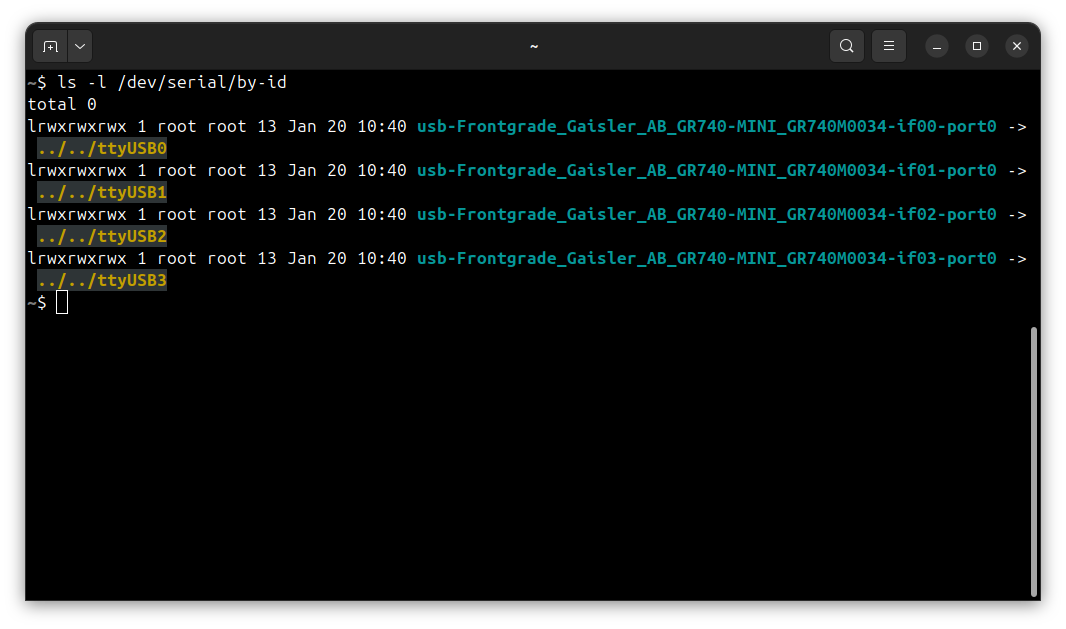 ~
~$ ls -l /dev/serial/by-id
total 0
lrwxrwxrwx 1 root root 13 Jan 20 10:40 usb-Frontgrade_Gaisler_AB_GR740-MINI_GR740M0034-if00-port0 ->
../../ttyUSB0
lrwxrwxrwx 1 root root 13 Jan 20 10:40 usb-Frontgrade_Gaisler_AB_GR740-MINI_GR740M0034-if01-port0 ->
../../ttyUSB1
lrwxrwxrwx 1 root root 13 Jan 20 10:40 usb-Frontgrade_Gaisler_AB_GR740-MINI_GR740M0034-if02-port0 ->
../../ttyUSB2
lrwxrwxrwx 1 root root 13 Jan 20 10:40 usb-Frontgrade_Gaisler_AB_GR740-MINI_GR740M0034-if03-port0 ->
../../ttyUSB3
~$